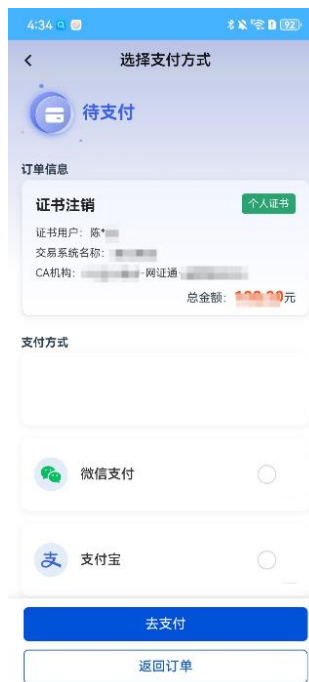 4:34
92
选择支付方式
待支付
订单信息
证书注销
个人证书
证书用户：陈*
交易系统名称：
CA机构： -网证通-
总金额： 元
支付方式
微信支付
支付宝
去支付
返回订单